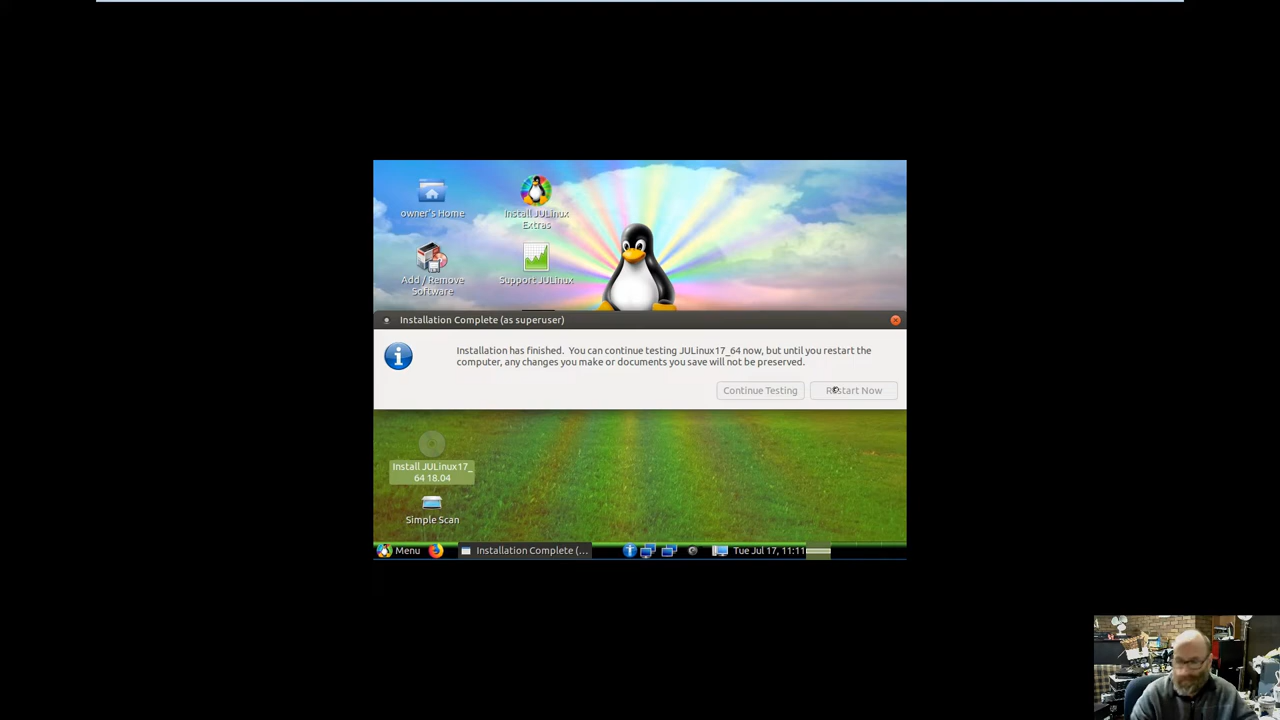 owner's Home
Install JULinux
Extras
Add / Remove
Software
Support JULinux
Installation Complete (as superuser)
Installation has finished. You can continue testing JULinux17_64 now, but until you restart the
computer, any changes you make or documents you save will not be preserved.
Continue Testing
Restart Now
Install JULinux17_
64 18.04
Simple Scan
Menu
Installation Complete (...
Tue Jul 17, 11:11